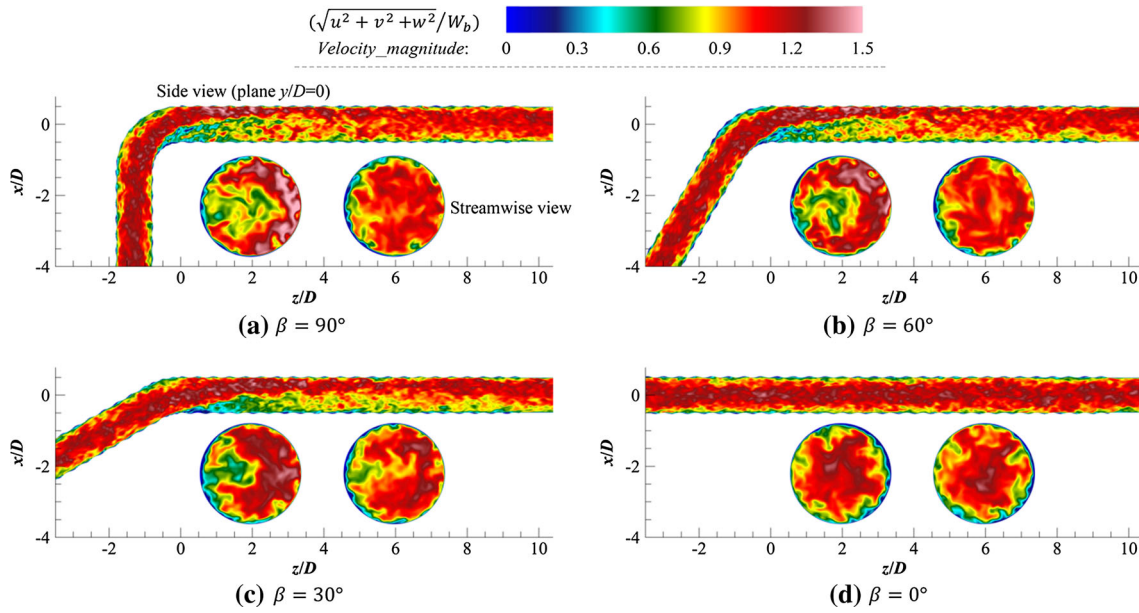 (√u² + v² +w²/W_b)
Velocity_magnitude:
0 0.3 0.6 0.9 1.2 1.5
Side view (plane y/D=0)
Streamwise view
x/D
0
-2
-4
-2 0 2 4 6 8 10
z/D
(a) β = 90°
x/D
0
-2
-4
-2 0 2 4 6 8 10
z/D
(b) β = 60°
x/D
0
-2
-4
-2 0 2 4 6 8 10
z/D
(c) β = 30°
x/D
0
-2
-4
-2 0 2 4 6 8 10
z/D
(d) β = 0°